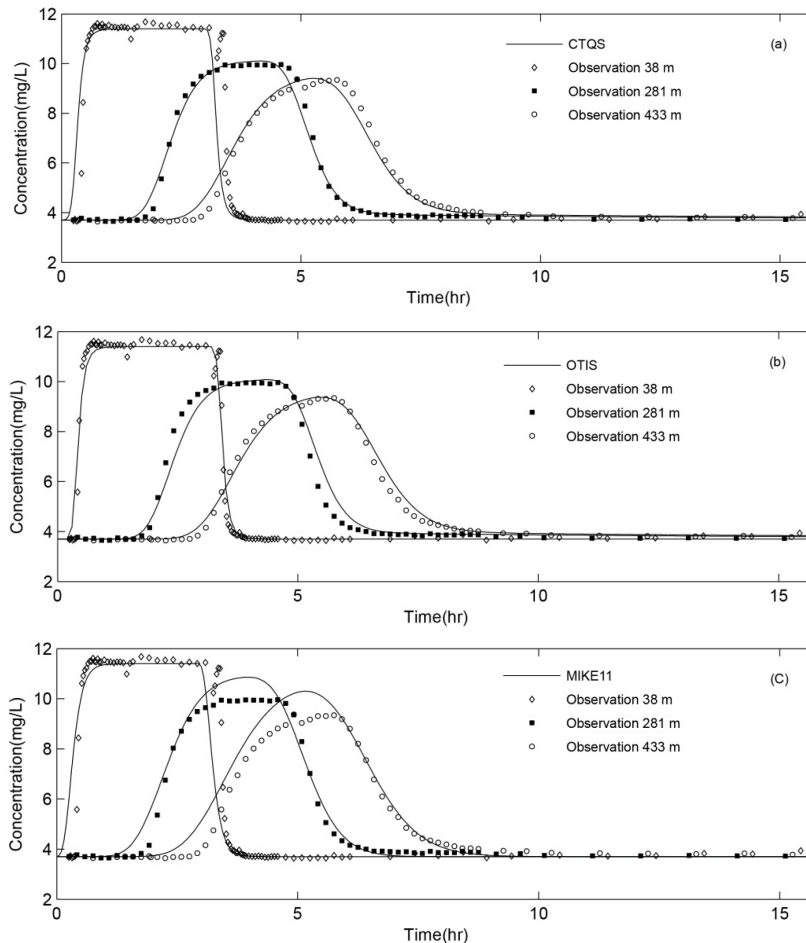 12
CTQS
(a)
Observation 38 m
10
Observation 281 m
Observation 433 m
8
6
4
2
0
5
10
15
Concentration(mg/L)
Time(hr)
12
OTIS
(b)
Observation 38 m
10
Observation 281 m
Observation 433 m
8
6
4
2
0
5
10
15
Concentration(mg/L)
Time(hr)
12
MIKE11
(C)
Observation 38 m
10
Observation 281 m
Observation 433 m
8
6
4
2
0
5
10
15
Concentration(mg/L)
Time(hr)